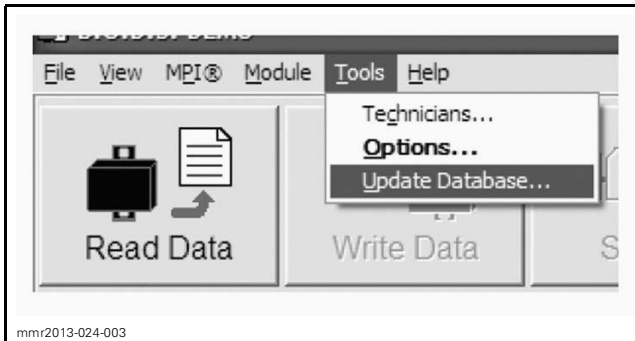 File View MPI® Module Tools Help
Technicians...
Options...
Update Database...
Read Data
Write Data
S
mmr2013-024-003